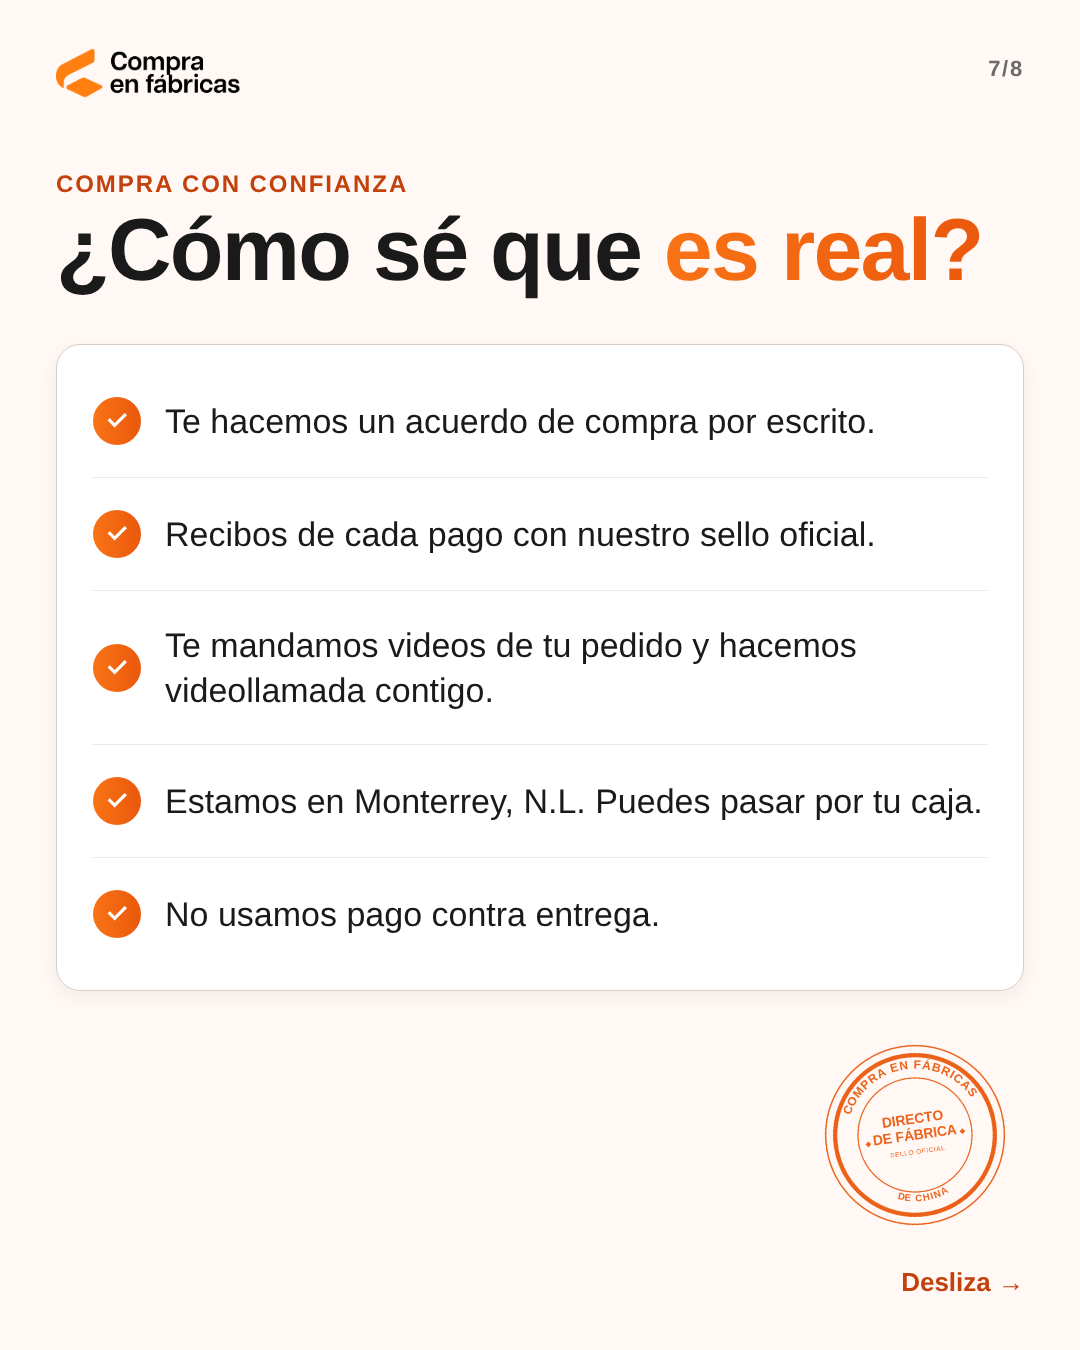 Compra
en fábricas
7/8
COMPRA CON CONFIANZA
¿Cómo sé que es real?
Te hacemos un acuerdo de compra por escrito.
Recibos de cada pago con nuestro sello oficial.
Te mandamos videos de tu pedido y hacemos
videollamada contigo.
Estamos en Monterrey, N.L. Puedes pasar por tu caja.
No usamos pago contra entrega.
COMPRA EN FÁBRICAS
DIRECTO
DE FÁBRICA
SELLO OFICIAL
DE CHINA
Desliza →